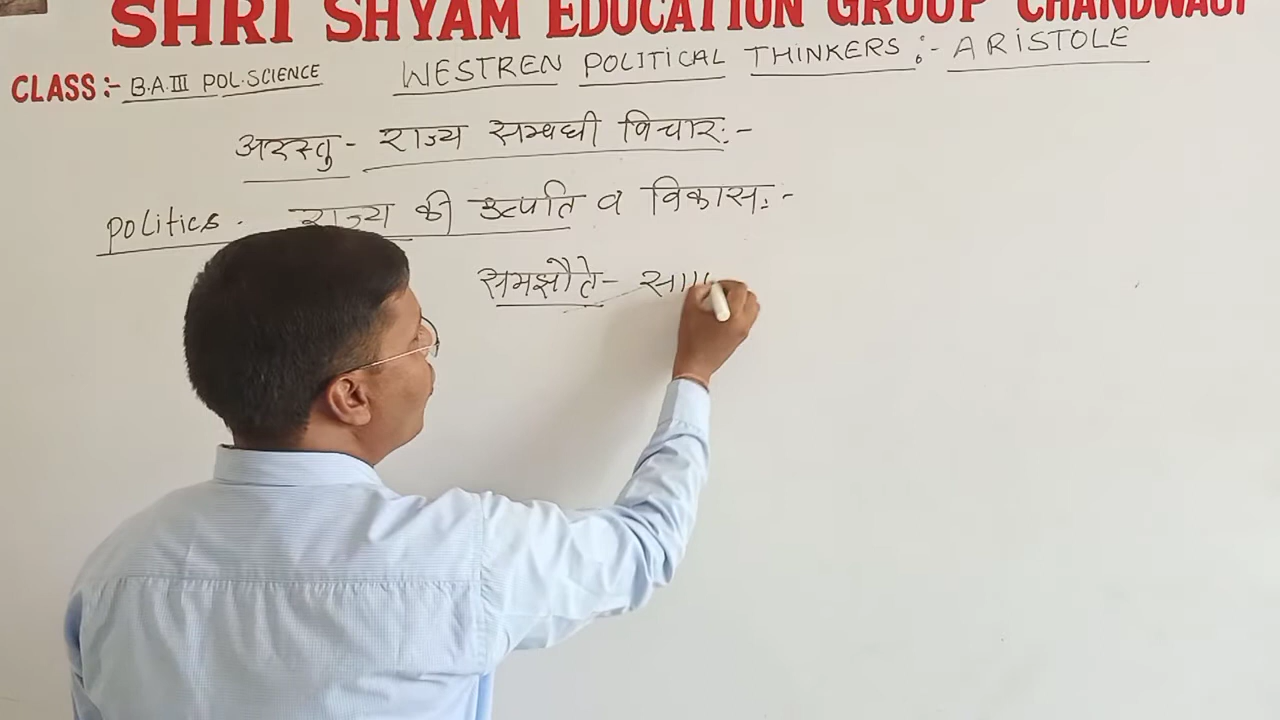 SHRI SHYAM EDUCATION GROUP CHANDWAJI
CLASS:- B.A.III POL.SCIENCE WESTREN POLITICAL THINKERS:- ARISTOLE
अरस्तु - राज्य सम्बधी विचार:-
Politics. राज्य की उत्पति व विकास:-
समझौते-